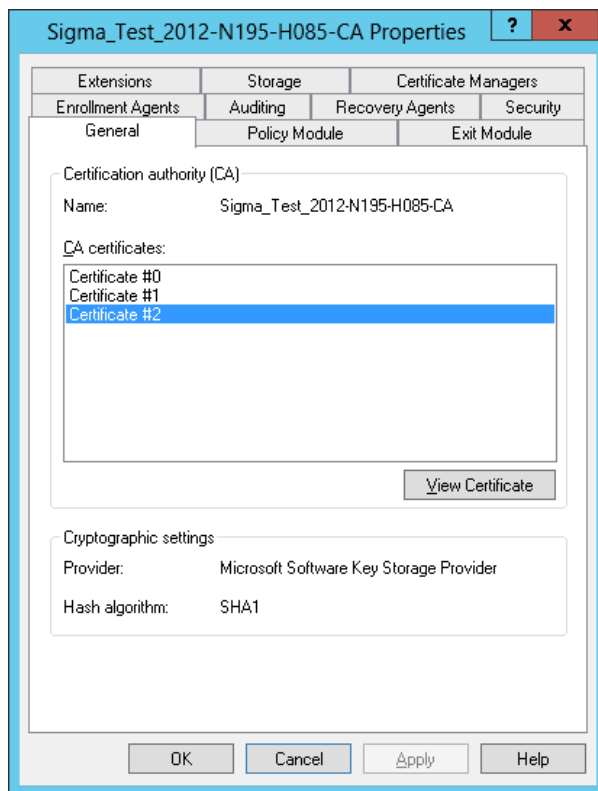 Sigma_Test_2012-N195-H085-CA Properties ? x
Extensions Storage Certificate Managers
Enrollment Agents Auditing Recovery Agents Security
General Policy Module Exit Module
Certification authority (CA)
Name: Sigma_Test_2012-N195-H085-CA
CA certificates:
Certificate #0
Certificate #1
Certificate #2
View Certificate
Cryptographic settings
Provider: Microsoft Software Key Storage Provider
Hash algorithm: SHA1
OK Cancel Apply Help